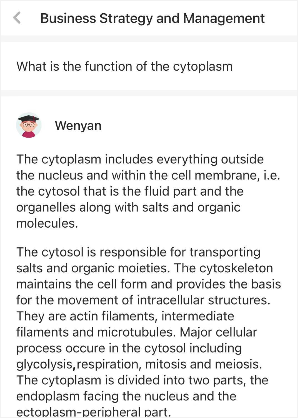 Business Strategy and Management
What is the function of the cytoplasm
Wenyan
The cytoplasm includes everything outside
the nucleus and within the cell membrane, i.e.
the cytosol that is the fluid part and the
organelles along with salts and organic
molecules.
The cytosol is responsible for transporting
salts and organic moieties. The cytoskeleton
maintains the cell form and provides the basis
for the movement of intracellular structures.
They are actin filaments, intermediate
filaments and microtubules. Major cellular
process occure in the cytosol including
glycolysis,respiration, mitosis and meiosis.
The cytoplasm is divided into two parts, the
endoplasm facing the nucleus and the
ectoplasm-peripheral part.